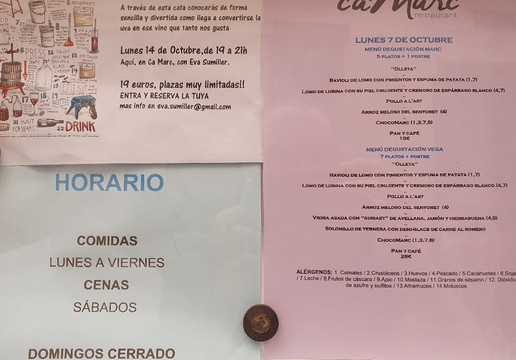 A través de esta cata conocerás de forma
sencilla y divertida como llega a convertirse la
uva en ese vino que tanto nos gusta
Lunes 14 de Octubre, de 19 a 21h
Aquí, en Ca Marc, con Eva Sumiller.
19 euros, plazas muy limitadas!!
ENTRA Y RESERVA LA TUYA
mas info en eva.sumiller@gmail.com
DRINK
HORARIO
COMIDAS
LUNES A VIERNES
CENAS
SÁBADOS
DOMINGOS CERRADO
ca Marc
restaurant
LUNES 7 DE OCTUBRE
MENÚ DEGUSTACIÓN MARC
5 PLATOS + 1 POSTRE
"OLLETA"
RAVIOLI DE LOMO CON PIMIENTOS Y ESPUMA DE PATATA (1,7)
LOMO DE LUBINA CON SU PIEL CRUJIENTE Y CREMOSO DE ESPÁRRAGO BLANCO (4,7)
POLLO A L'AST
ARROZ MELOSO DEL SENYORET (4)
CHOCOMARC (1,3,7,8)
PAN Y CAFÉ
18€
MENÚ DEGUSTACIÓN VEGA
7 PLATOS + POSTRE
"OLLETA"
RAVIOLI DE LOMO CON PIMIENTOS Y ESPUMA DE PATATA (1,7)
LOMO DE LUBINA CON SU PIEL CRUJIENTE Y CREMOSO DE ESPÁRRAGO BLANCO (4,7)
POLLO A L'AST
ARROZ MELOSO DEL SENYORET (4)
VIEIRA ASADA CON "GISBAET" DE AVELLANA, JAMÓN Y HIERBABUENA (4,8)
SOLOMILLO DE TERNERA CON DEMI-GLACE DE CARNE AL ROMERO
CHOCOMARC (1,3,7,8)
PAN Y CAFÉ
28€
ALÉRGENOS: 1. Cereales / 2.Crustáceos / 3.Huevos / 4.Pescado / 5.Cacahuetes / 6.Soja
/ 7.Leche / 8.Frutos de cáscara / 9.Apio / 10.Mostaza / 11.Granos de sésamo / 12. Dióxido
de azufre y sulfitos / 13.Altramuces / 14.Moluscos